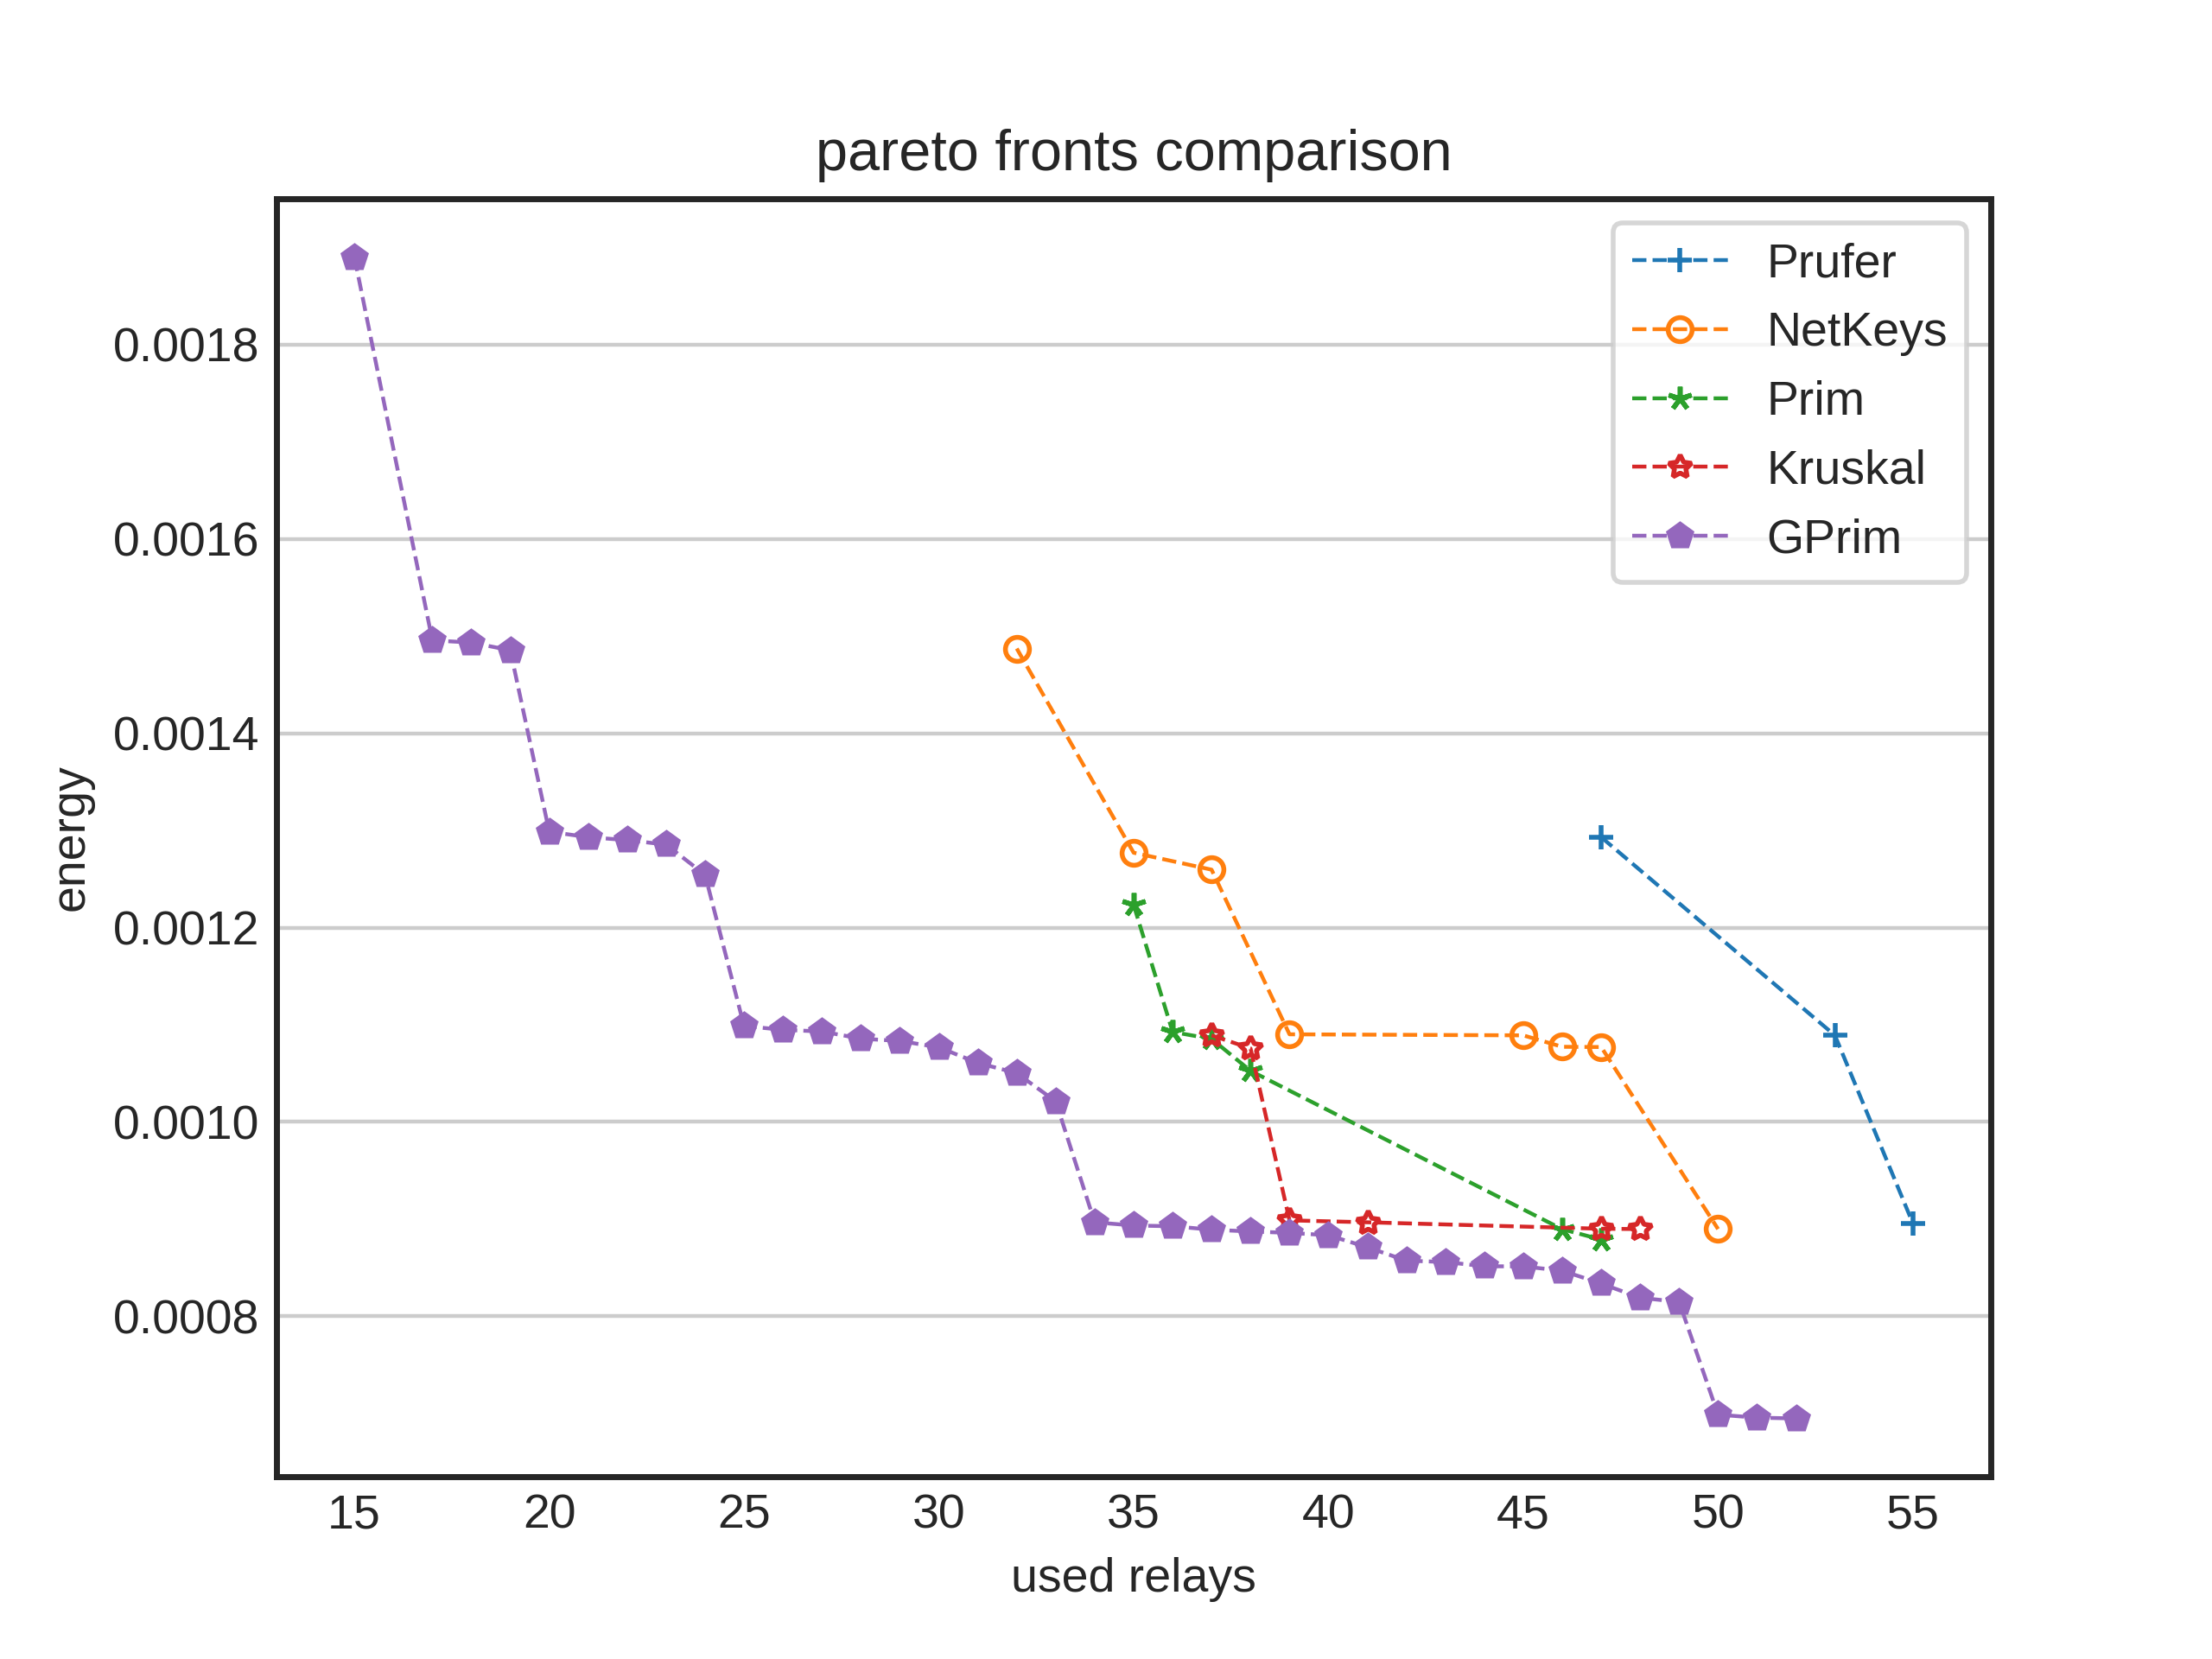 pareto fronts comparison
Prufer
NetKeys
Prim
Kruskal
GPrim
0.0018
0.0016
0.0014
0.0012
0.0010
0.0008
energy
15 20 25 30 35 40 45 50 55
used relays